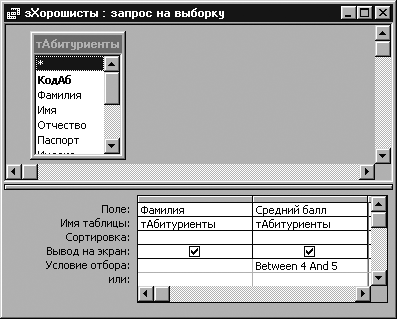 зХорошисты : запрос на выборку
тАбитуриенты
*
КодАб
Фамилия
Имя
Отчество
Паспорт
Поле: Фамилия Средний балл
Имя таблицы: тАбитуриенты тАбитуриенты
Сортировка:
Вывод на экран:
Условие отбора: Between 4 And 5
или: